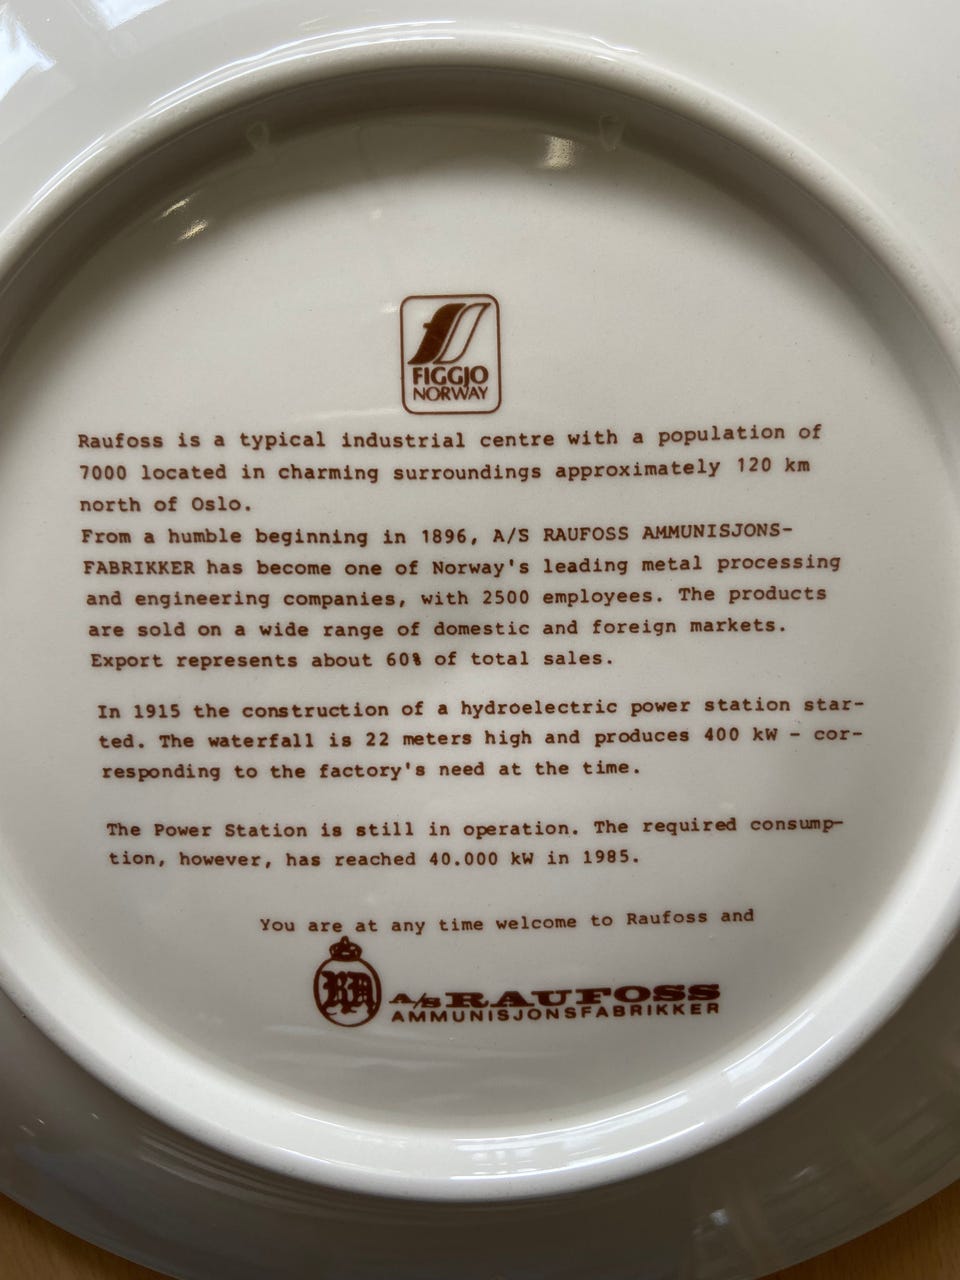 FIGGJO
NORWAY
Raufoss is a typical industrial centre with a population of
7000 located in charming surroundings approximately 120 km
north of Oslo.
From a humble beginning in 1896, A/S RAUFOSS AMMUNISJONS-
FABRIKKER has become one of Norway's leading metal processing
and engineering companies, with 2500 employees. The products
are sold on a wide range of domestic and foreign markets.
Export represents about 60% of total sales.
In 1915 the construction of a hydroelectric power station star-
ted. The waterfall is 22 meters high and produces 400 kW - cor-
responding to the factory's need at the time.
The Power Station is still in operation. The required consump-
tion, however, has reached 40.000 kW in 1985.
You are at any time welcome to Raufoss and
RA A/S RAUFOSS
AMMUNISJONSFABRIKKER